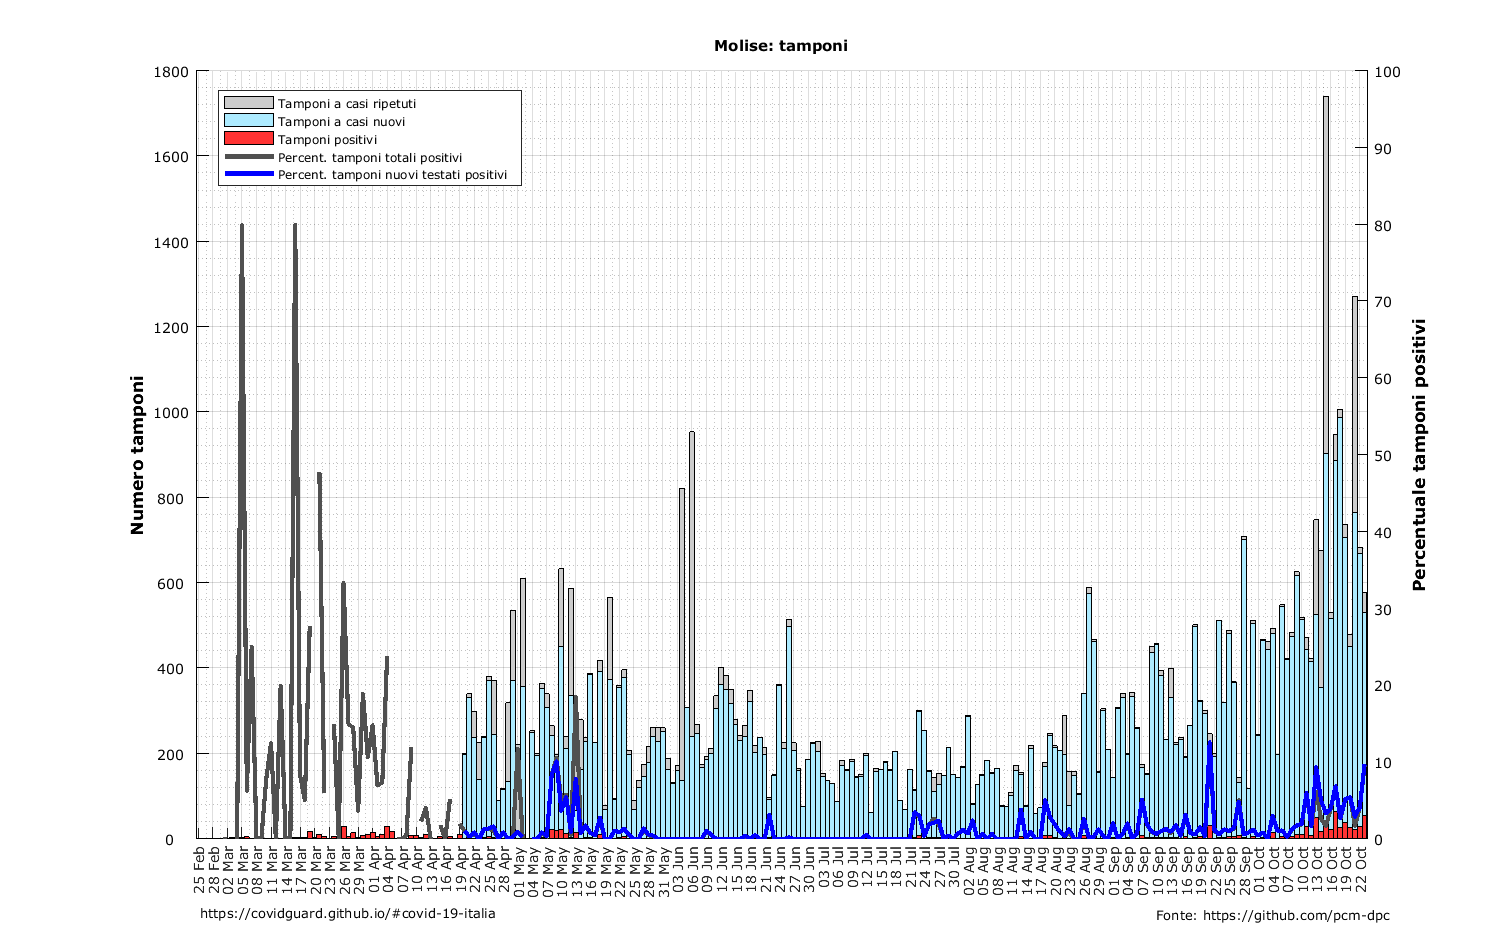 Molise: tamponi
Tamponi a casi ripetuti
Tamponi a casi nuovi
Tamponi positivi
Percent. tamponi totali positivi
Percent. tamponi nuovi testati positivi
Numero tamponi
1800
1600
1400
1200
1000
800
600
400
200
0
100
90
80
70
60
50
40
30
20
10
0
Percentuale tamponi positivi
25 Feb
28 Feb
02 Mar
05 Mar
08 Mar
11 Mar
14 Mar
17 Mar
20 Mar
23 Mar
26 Mar
29 Mar
01 Apr
04 Apr
07 Apr
10 Apr
13 Apr
16 Apr
19 Apr
22 Apr
25 Apr
28 Apr
01 May
04 May
07 May
10 May
13 May
16 May
19 May
22 May
25 May
28 May
31 May
03 Jun
06 Jun
09 Jun
12 Jun
15 Jun
18 Jun
21 Jun
24 Jun
27 Jun
30 Jun
03 Jul
06 Jul
09 Jul
12 Jul
15 Jul
18 Jul
21 Jul
24 Jul
27 Jul
30 Jul
02 Aug
05 Aug
08 Aug
11 Aug
14 Aug
17 Aug
20 Aug
23 Aug
26 Aug
29 Aug
01 Sep
04 Sep
07 Sep
10 Sep
13 Sep
16 Sep
19 Sep
22 Sep
25 Sep
28 Sep
01 Oct
04 Oct
07 Oct
10 Oct
13 Oct
16 Oct
19 Oct
22 Oct
https://covidguard.github.io/#covid-19-italia
Fonte: https://github.com/pcm-dpc